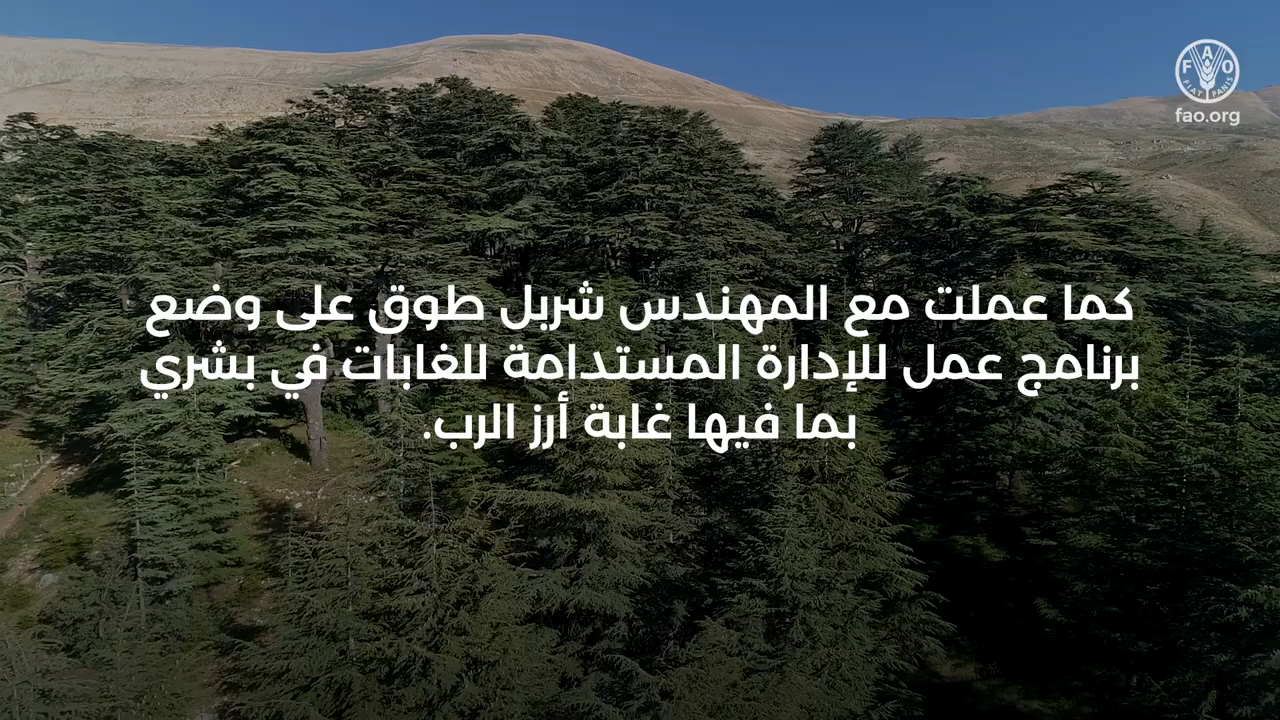 FAO
FIAT PANIS
fao.org
كما عملت مع المهندس شربل طوق على وضع
برنامج عمل للإدارة المستدامة للغابات في بشري
بما فيها غابة أرز الرب.